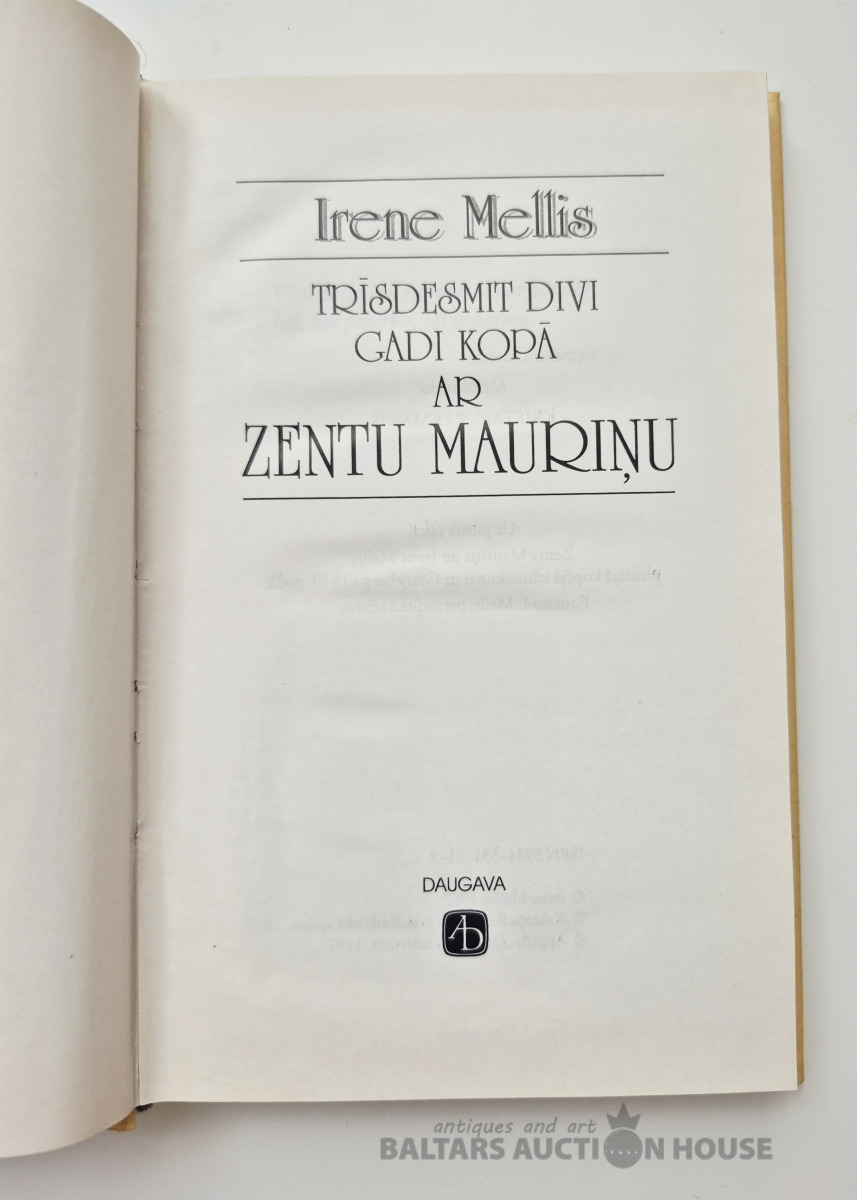 Irene Mellis
TRĪSDESMIT DIVI
GADI KOPĀ
AR
ZENTU MAURIŅU
DAUGAVA
AD
antiques and art
BALTARS AUCTION HOUSE